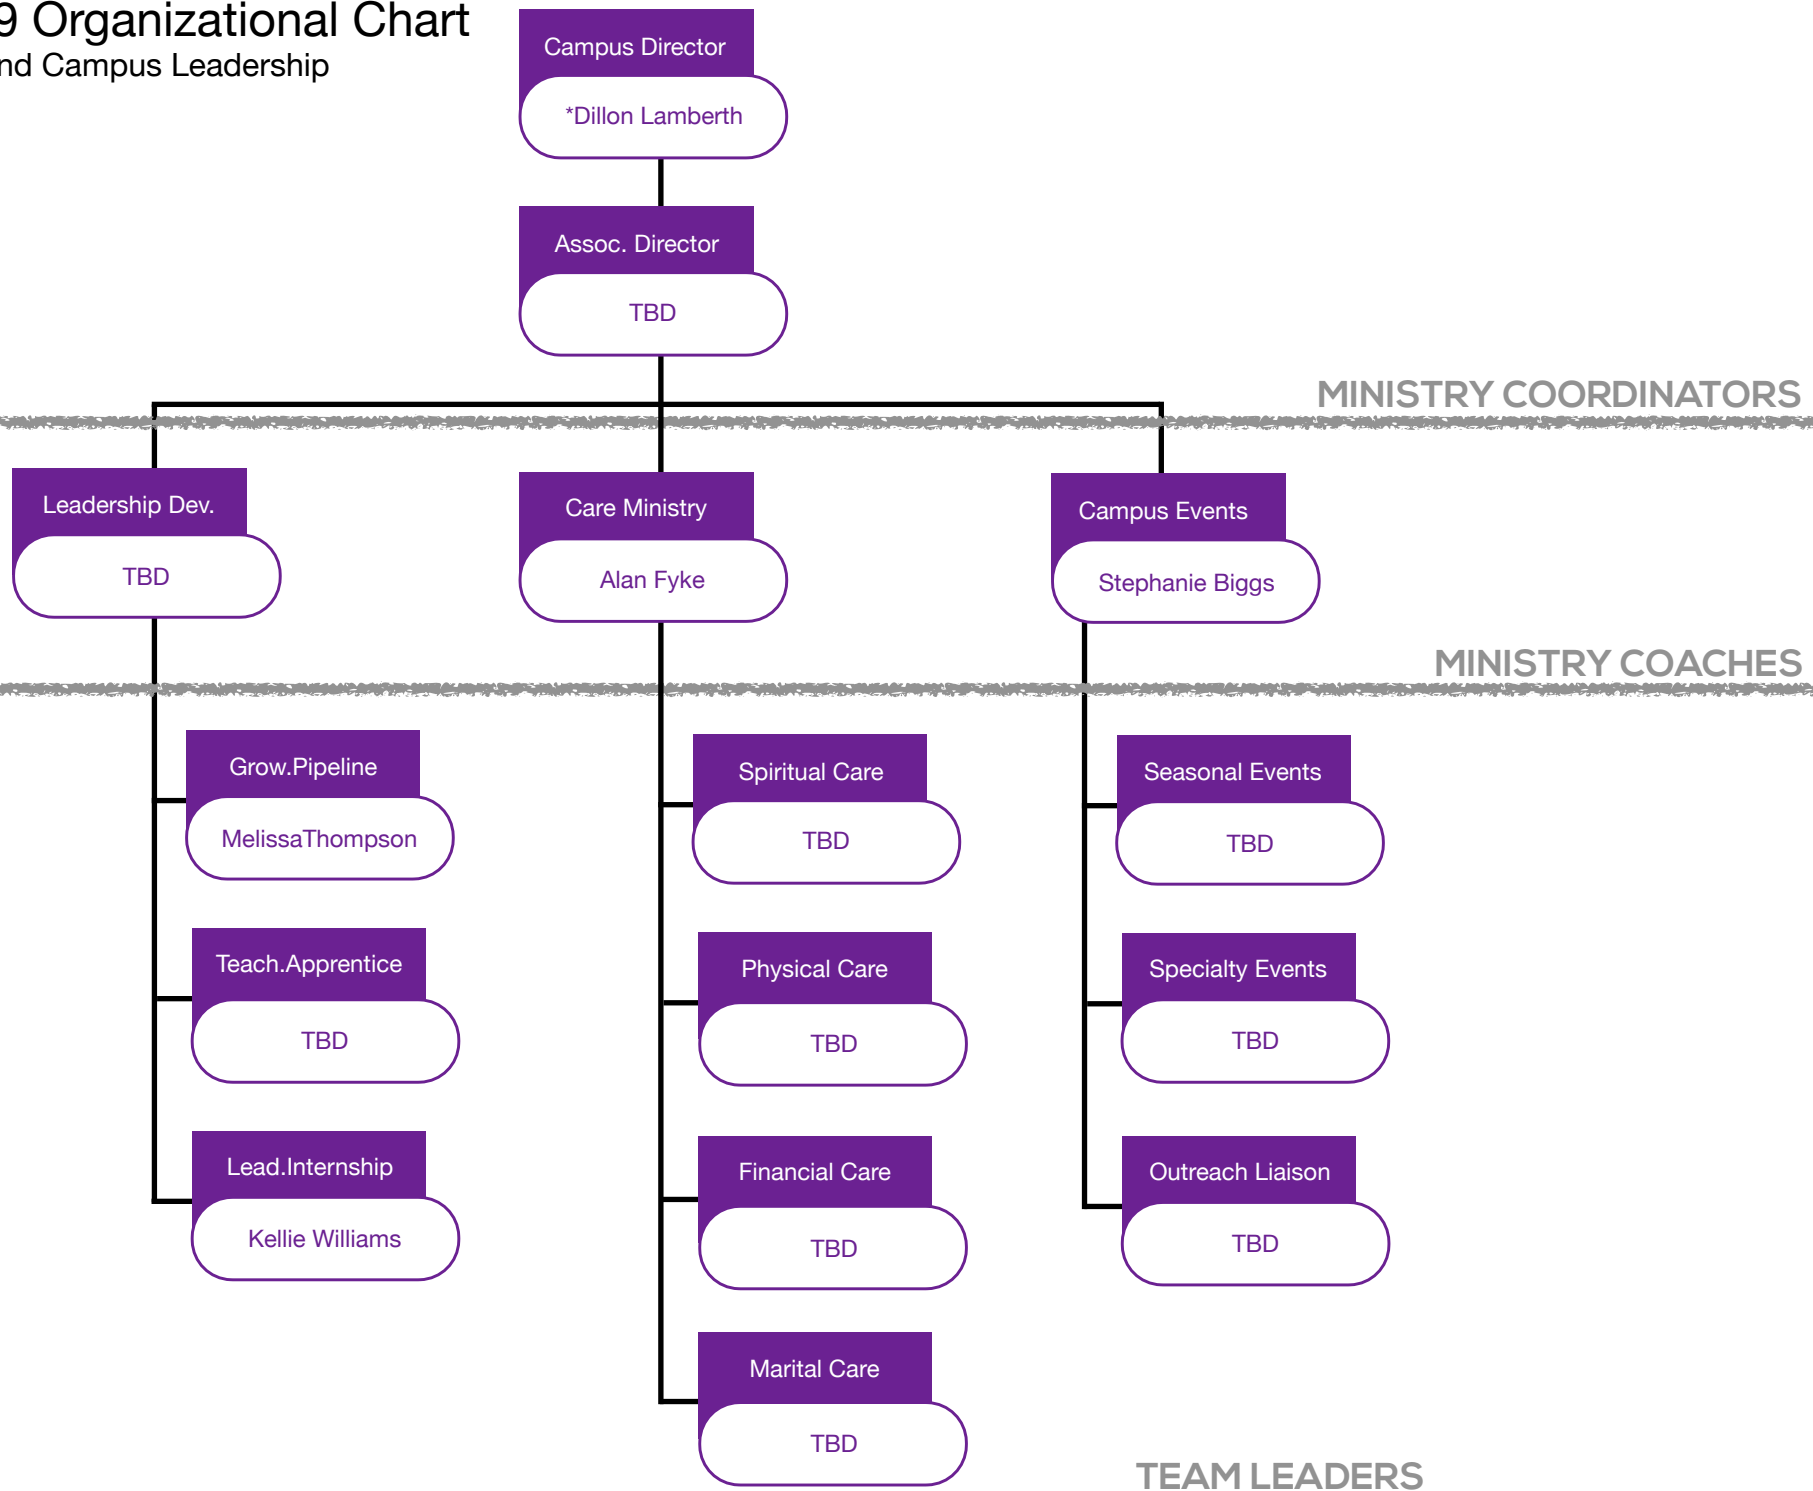 9 Organizational Chart
nd Campus Leadership
Campus Director
*Dillon Lamberth
Assoc. Director
TBD
MINISTRY COORDINATORS
Leadership Dev.
TBD
Care Ministry
Alan Fyke
Campus Events
Stephanie Biggs
MINISTRY COACHES
Grow.Pipeline
MelissaThompson
Teach.Apprentice
TBD
Lead.Internship
Kellie Williams
Spiritual Care
TBD
Physical Care
TBD
Financial Care
TBD
Marital Care
TBD
Seasonal Events
TBD
Specialty Events
TBD
Outreach Liaison
TBD
TEAM LEADERS